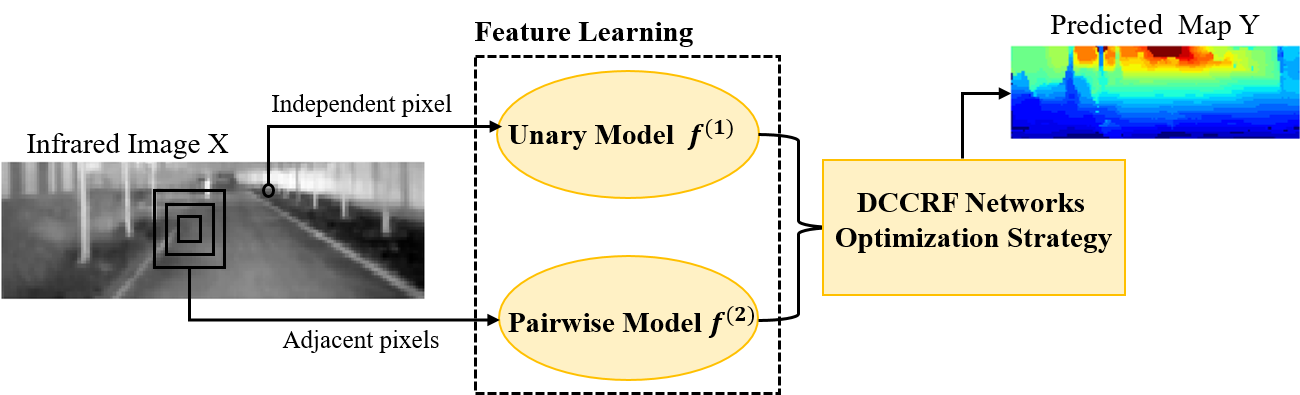 Feature Learning
Predicted Map Y
Independent pixel
Unary Model f⁽¹⁾
Infrared Image X
DCCRF Networks
Optimization Strategy
Pairwise Model f⁽²⁾
Adjacent pixels